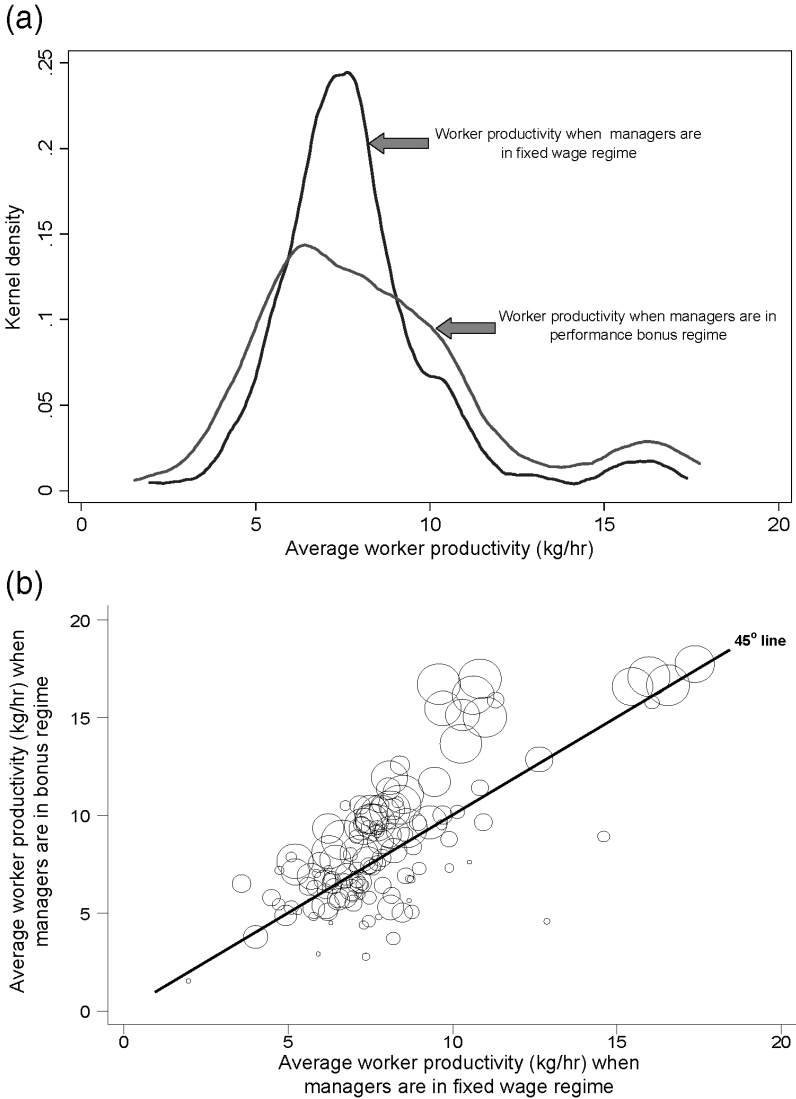 (a)
.25
.2
.15
.1
.05
0
Kernel density
Worker productivity when managers are
in fixed wage regime
Worker productivity when managers are in
performance bonus regime
0 5 10 15 20
Average worker productivity (kg/hr)
(b)
20
15
10
5
0
Average worker productivity (kg/hr) when
managers are in bonus regime
45° line
0 5 10 15 20
Average worker productivity (kg/hr) when
managers are in fixed wage regime